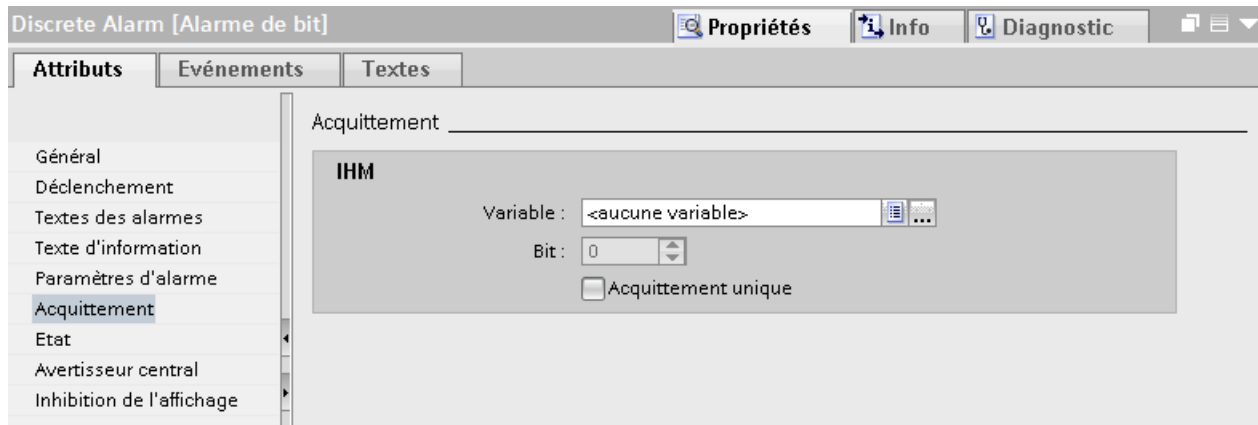 Discrete Alarm [Alarme de bit]
Propriétés
Info
Diagnostic
Attributs
Evénements
Textes
Général
Déclenchement
Textes des alarmes
Texte d'information
Paramètres d'alarme
Acquittement
Etat
Avertisseur central
Inhibition de l'affichage
Acquittement
IHM
Variable : <aucune variable>
Bit : 0
Acquittement unique